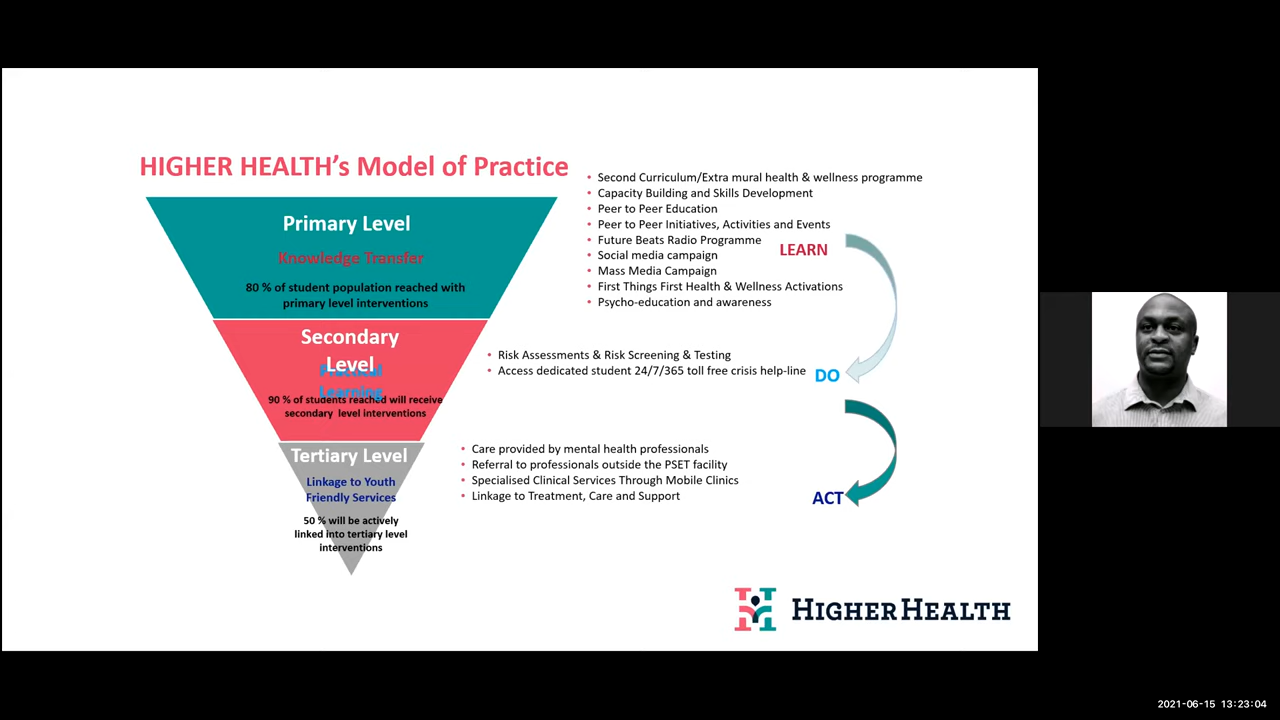 HIGHER HEALTH's Model of Practice
Primary Level
Knowledge Transfer
80 % of student population reached with
primary level interventions
• Second Curriculum/Extra mural health & wellness programme
• Capacity Building and Skills Development
• Peer to Peer Education
• Peer to Peer Initiatives, Activities and Events
• Future Beats Radio Programme
• Social media campaign
• Mass Media Campaign
• First Things First Health & Wellness Activations
• Psycho-education and awareness
LEARN
Secondary
Level
Practical
Learning
90 % of students reached will receive
secondary level interventions
• Risk Assessments & Risk Screening & Testing
• Access dedicated student 24/7/365 toll free crisis help-line
DO
Tertiary Level
Linkage to Youth
Friendly Services
50 % will be actively
linked into tertiary level
interventions
• Care provided by mental health professionals
• Referral to professionals outside the PSET facility
• Specialised Clinical Services Through Mobile Clinics
• Linkage to Treatment, Care and Support
ACT
HIGHER HEALTH
2021-06-15 13:23:04